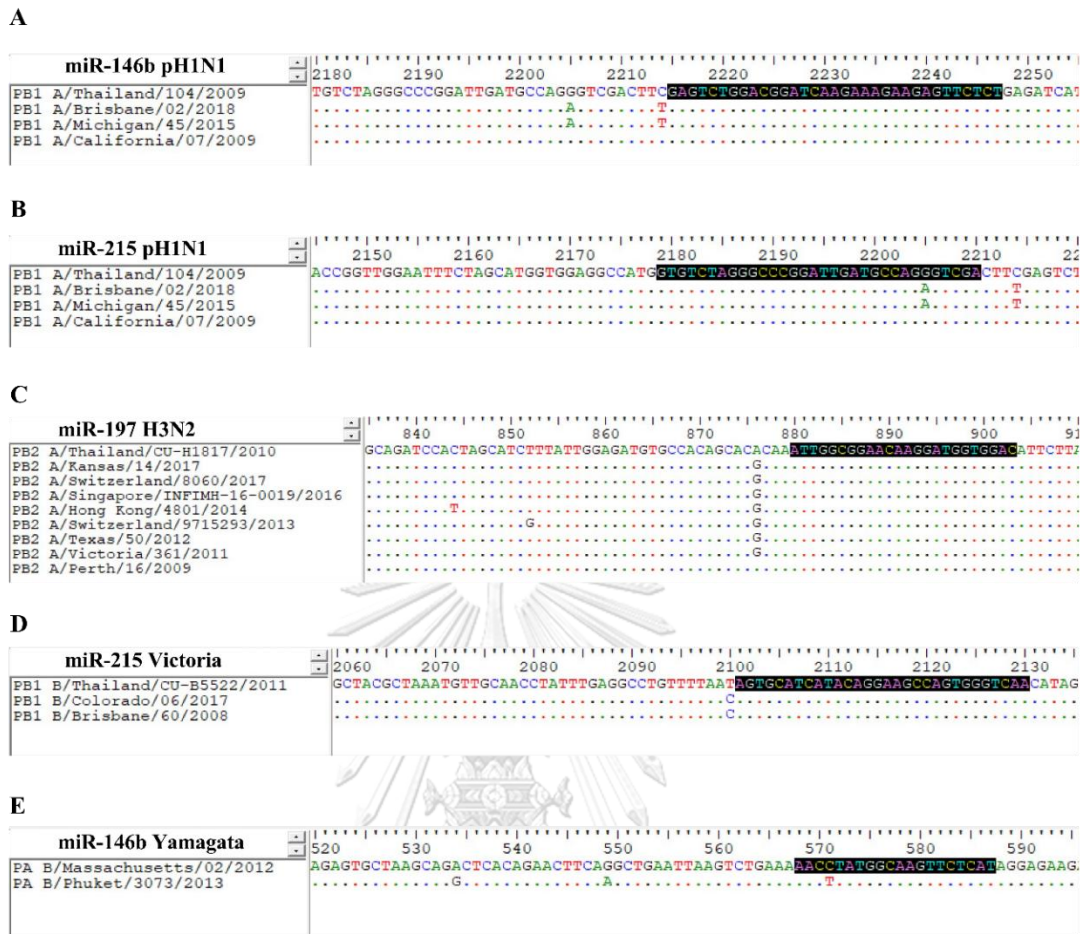 A
miR-146b pH1N1
2180 2190 2200 2210 2220 2230 2240 2250
PB1 A/Thailand/104/2009 TGTCTAGGGCCCGGATTGATGCCAGGGTCGACTTCGAGTCTGGACGGATCAAGAAAGAAGAGTTCTCTGAGATCAT
PB1 A/Brisbane/02/2018 A T
PB1 A/Michigan/45/2015 A T
PB1 A/California/07/2009
B
miR-215 pH1N1
2150 2160 2170 2180 2190 2200 2210 22
PB1 A/Thailand/104/2009 ACCGGTTGGAATTTCTAGCATGGTGGAGGCCATGGTGTCTAGGGCCCGGATTGATGCCAGGGTCGACTTCGAGTCT
PB1 A/Brisbane/02/2018 A T
PB1 A/Michigan/45/2015 A T
PB1 A/California/07/2009
C
miR-197 H3N2
840 850 860 870 880 890 900 91
PB2 A/Thailand/CU-H1817/2010 GCAGATCCACTAGCATCTTTATTGGAGATGTGCCACAGCACACAAATTGGCGGAACAAGGATGGTGGACATTCTTA
PB2 A/Kansas/14/2017 G
PB2 A/Switzerland/8060/2017 G
PB2 A/Singapore/INFIMH-16-0019/2016 G
PB2 A/Hong Kong/4801/2014 T G
PB2 A/Switzerland/9715293/2013 G G
PB2 A/Texas/50/2012 G
PB2 A/Victoria/361/2011 G
PB2 A/Perth/16/2009
D
miR-215 Victoria
2060 2070 2080 2090 2100 2110 2120 2130
PB1 B/Thailand/CU-B5522/2011 GCTACGCTAAATGTTGCAACCTATTTGAGGCCTGTTTTAATAGTGCATCATACAGGAAGCCAGTGGGTCAACATAG
PB1 B/Colorado/06/2017 C
PB1 B/Brisbane/60/2008 C
E
miR-146b Yamagata
520 530 540 550 560 570 580 590
PA B/Massachusetts/02/2012 AGAGTGCTAAGCAGACTCACAGAACTTCAGGCTGAATTAAGTCTGAAAAACCTATGGCAAGTTCTCATAGGAGAAG
PA B/Phuket/3073/2013 G A T